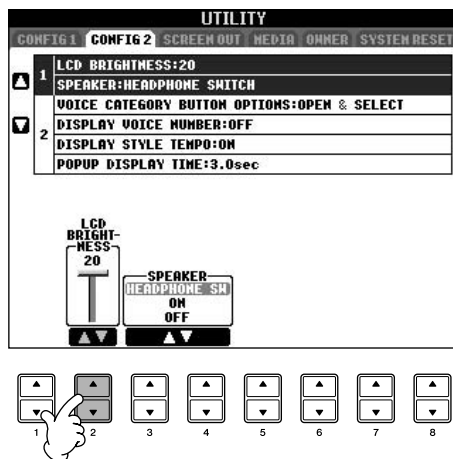 UTILITY
CONFIG 1 CONFIG 2 SCREEN OUT MEDIA OWNER SYSTEM RESET
1
LCD BRIGHTNESS:20
SPEAKER:HEADPHONE SWITCH
2
VOICE CATEGORY BUTTON OPTIONS:OPEN & SELECT
DISPLAY VOICE NUMBER:OFF
DISPLAY STYLE TEMPO:ON
POPUP DISPLAY TIME:3.0sec
LCD
BRIGHT-
NESS
20
SPEAKER
HEADPHONE SW
ON
OFF
1 2 3 4 5 6 7 8